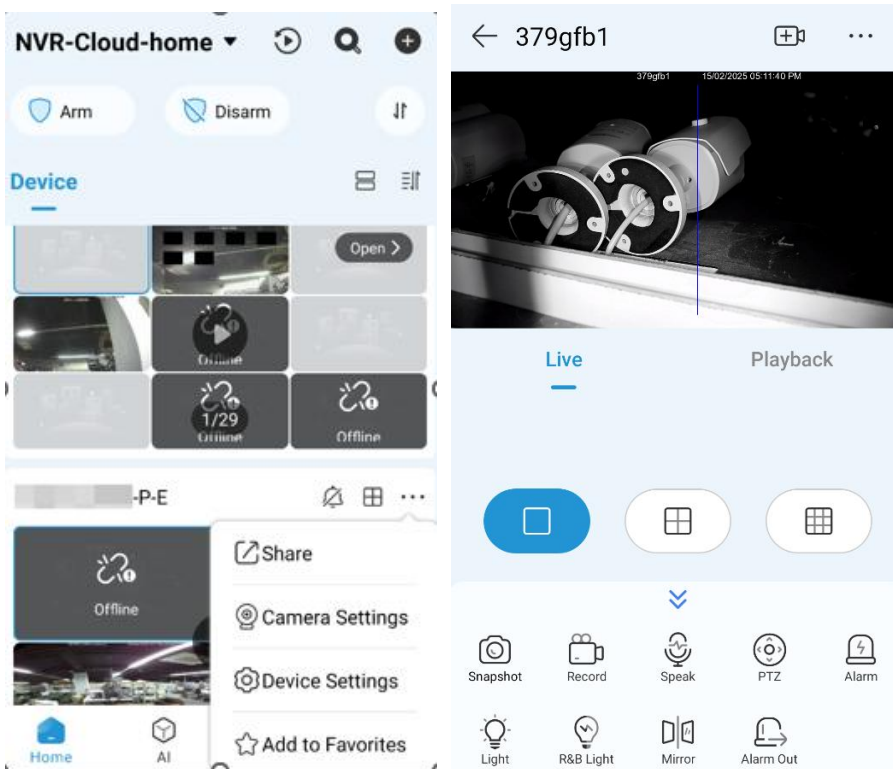 NVR-Cloud-home
Arm
Disarm
Device
Open >
Offline
1/29
Offline
Offline
-P-E
Offline
Share
Camera Settings
Device Settings
Add to Favorites
Home
AI
379gfb1
379gfb1 15/02/2025 05:11:40 PM
Live
Playback
Snapshot
Record
Speak
PTZ
Alarm
Light
R&B Light
Mirror
Alarm Out